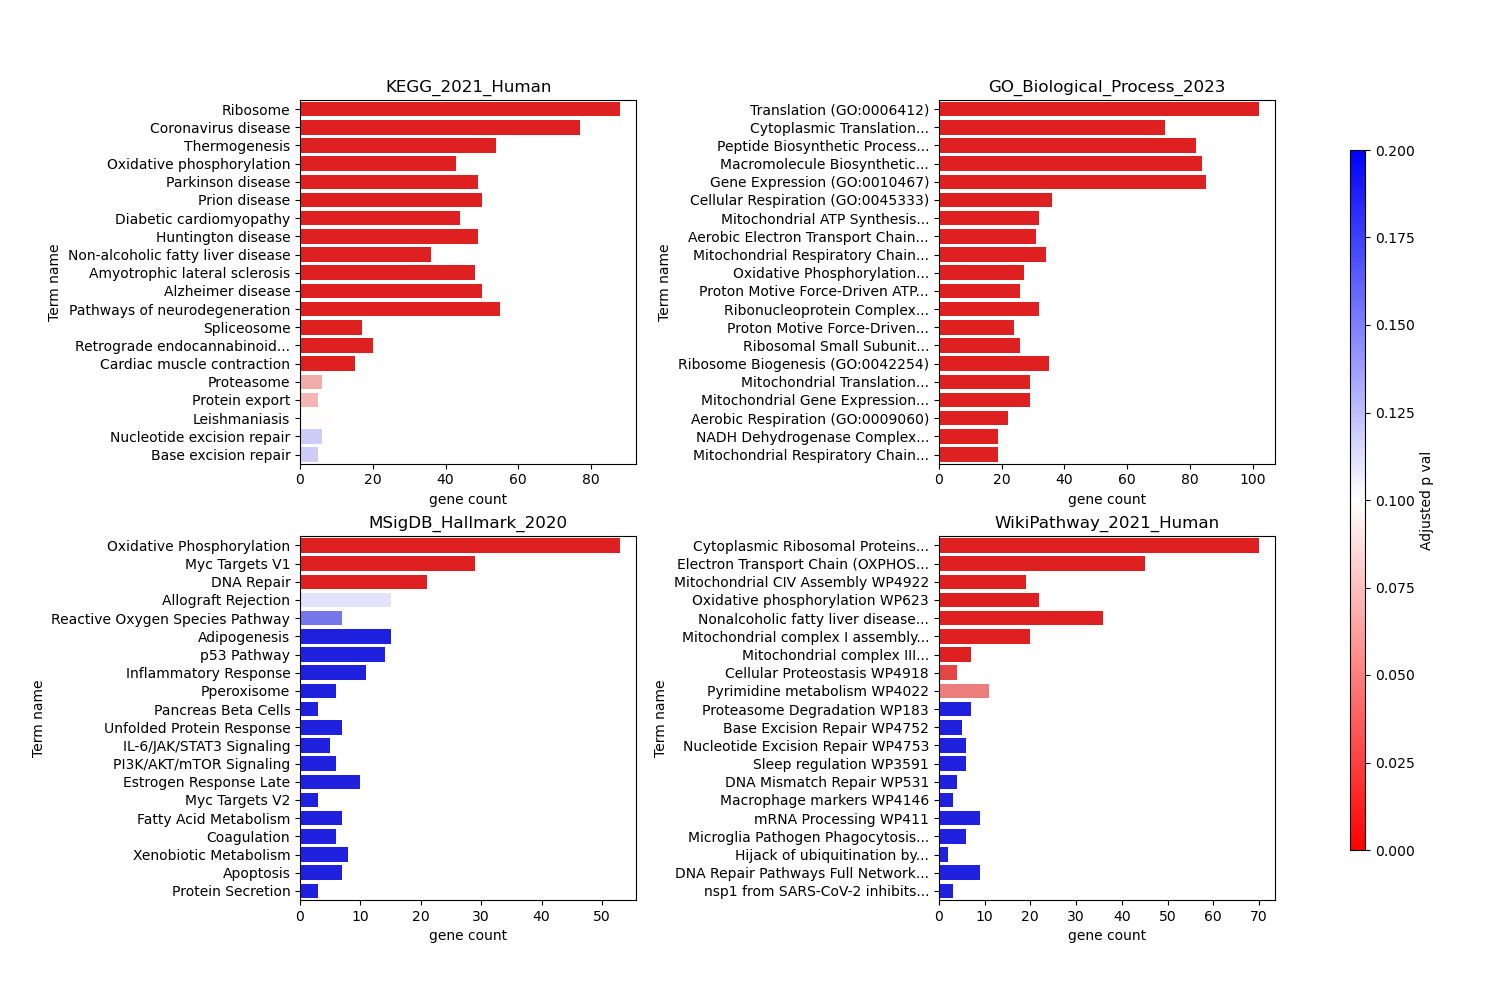 KEGG_2021_Human
Ribosome
Coronavirus disease
Thermogenesis
Oxidative phosphorylation
Parkinson disease
Prion disease
Diabetic cardiomyopathy
Huntington disease
Non-alcoholic fatty liver disease
Amyotrophic lateral sclerosis
Alzheimer disease
Pathways of neurodegeneration
Spliceosome
Retrograde endocannabinoid...
Cardiac muscle contraction
Proteasome
Protein export
Leishmaniasis
Nucleotide excision repair
Base excision repair
Term name
0 20 40 60 80
gene count
GO_Biological_Process_2023
Translation (GO:0006412)
Cytoplasmic Translation...
Peptide Biosynthetic Process...
Macromolecule Biosynthetic...
Gene Expression (GO:0010467)
Cellular Respiration (GO:0045333)
Mitochondrial ATP Synthesis...
Aerobic Electron Transport Chain...
Mitochondrial Respiratory Chain...
Oxidative Phosphorylation...
Proton Motive Force-Driven ATP...
Ribonucleoprotein Complex...
Proton Motive Force-Driven...
Ribosomal Small Subunit...
Ribosome Biogenesis (GO:0042254)
Mitochondrial Translation...
Mitochondrial Gene Expression...
Aerobic Respiration (GO:0009060)
NADH Dehydrogenase Complex...
Mitochondrial Respiratory Chain...
Term name
0 20 40 60 80 100
gene count
MSigDB_Hallmark_2020
Oxidative Phosphorylation
Myc Targets V1
DNA Repair
Allograft Rejection
Reactive Oxygen Species Pathway
Adipogenesis
p53 Pathway
Inflammatory Response
Pperoxisome
Pancreas Beta Cells
Unfolded Protein Response
IL-6/JAK/STAT3 Signaling
PI3K/AKT/mTOR Signaling
Estrogen Response Late
Myc Targets V2
Fatty Acid Metabolism
Coagulation
Xenobiotic Metabolism
Apoptosis
Protein Secretion
Term name
0 10 20 30 40 50
gene count
WikiPathway_2021_Human
Cytoplasmic Ribosomal Proteins...
Electron Transport Chain (OXPHOS...
Mitochondrial CIV Assembly WP4922
Oxidative phosphorylation WP623
Nonalcoholic fatty liver disease...
Mitochondrial complex I assembly...
Mitochondrial complex III...
Cellular Proteostasis WP4918
Pyrimidine metabolism WP4022
Proteasome Degradation WP183
Base Excision Repair WP4752
Nucleotide Excision Repair WP4753
Sleep regulation WP3591
DNA Mismatch Repair WP531
Macrophage markers WP4146
mRNA Processing WP411
Microglia Pathogen Phagocytosis...
Hijack of ubiquitination by...
DNA Repair Pathways Full Network...
nsp1 from SARS-CoV-2 inhibits...
Term name
0 10 20 30 40 50 60 70
gene count
0.200
0.175
0.150
0.125
0.100
0.075
0.050
0.025
0.000
Adjusted p val